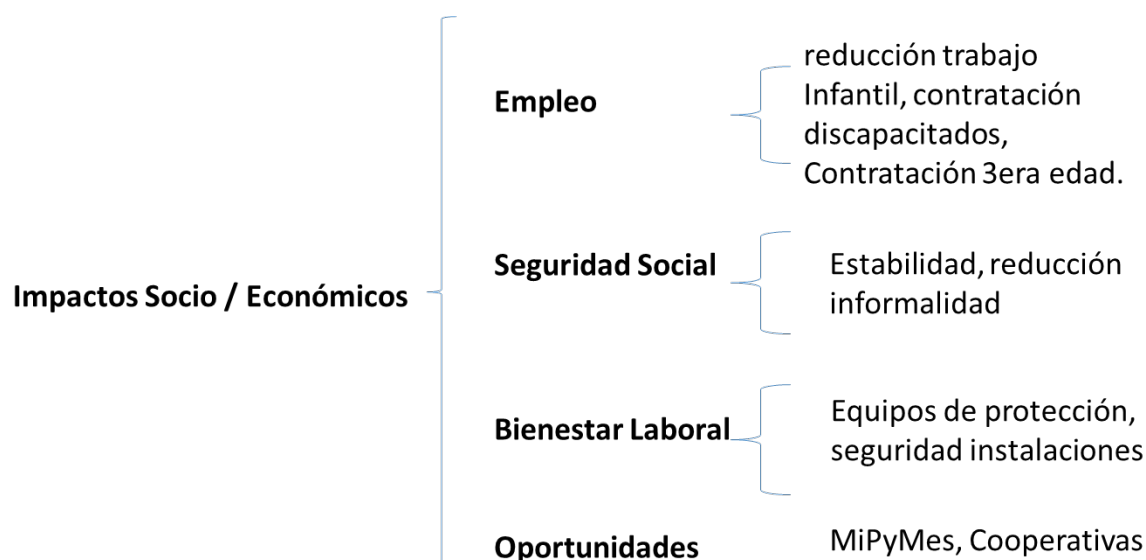 Impactos Socio / Económicos
Empleo
reducción trabajo
Infantil, contratación
discapacitados,
Contratación 3era edad.
Seguridad Social
Estabilidad, reducción
informalidad
Bienestar Laboral
Equipos de protección,
seguridad instalaciones
Oportunidades
MiPyMes, Cooperativas